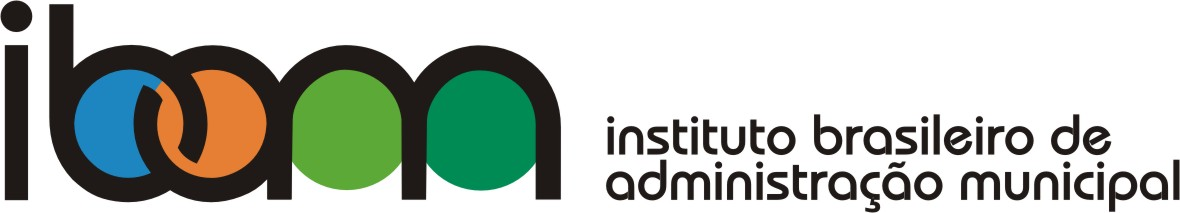 ibam
instituto brasileiro de
administração municipal